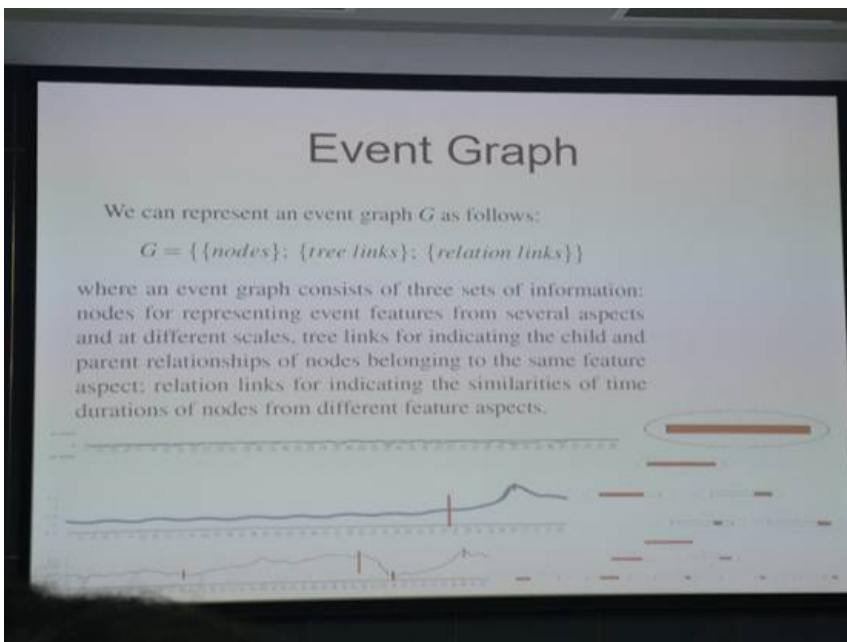 Event Graph
We can represent an event graph G as follows:
G = {{nodes}; {tree links}; {relation links}}
where an event graph consists of three sets of information:
nodes for representing event features from several aspects
and at different scales, tree links for indicating the child and
parent relationships of nodes belonging to the same feature
aspect; relation links for indicating the similarities of time
durations of nodes from different feature aspects.